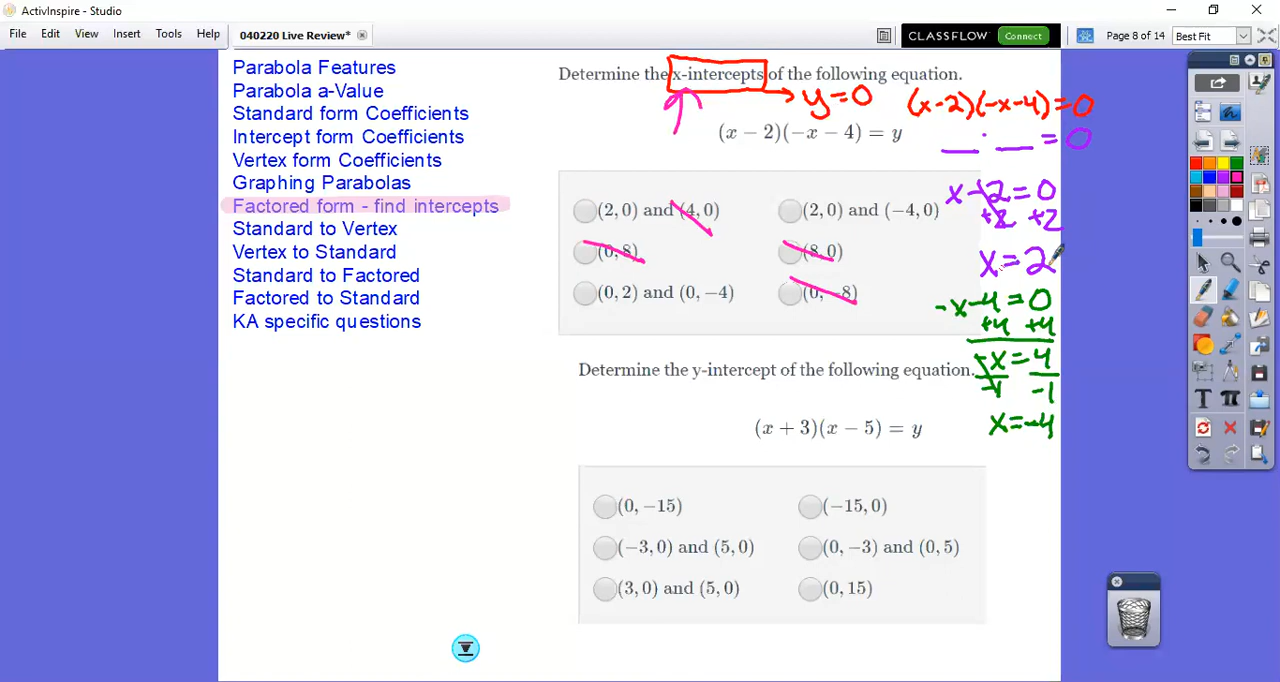 ActivInspire - Studio
File Edit View Insert Tools Help
040220 Live Review*
CLASSFLOW Connect
Page 8 of 14
Best Fit
Parabola Features
Parabola a-Value
Standard form Coefficients
Intercept form Coefficients
Vertex form Coefficients
Graphing Parabolas
Factored form - find intercepts
Standard to Vertex
Vertex to Standard
Standard to Factored
Factored to Standard
KA specific questions
Determine the x-intercepts of the following equation.
y=0
(x-2)(-x-4)=0
(x − 2)(−x − 4) = y
__ · __ = 0
(2, 0) and (4, 0)
(2, 0) and (−4, 0)
(0, 8)
(8, 0)
(0, 2) and (0, −4)
(0, −8)
x-2=0
+2 +2
x=2
-x-4=0
+4 +4
-x=4
-1 -1
x=-4
Determine the y-intercept of the following equation.
(x + 3)(x − 5) = y
(0, −15)
(−15, 0)
(−3, 0) and (5, 0)
(0, −3) and (0, 5)
(3, 0) and (5, 0)
(0, 15)